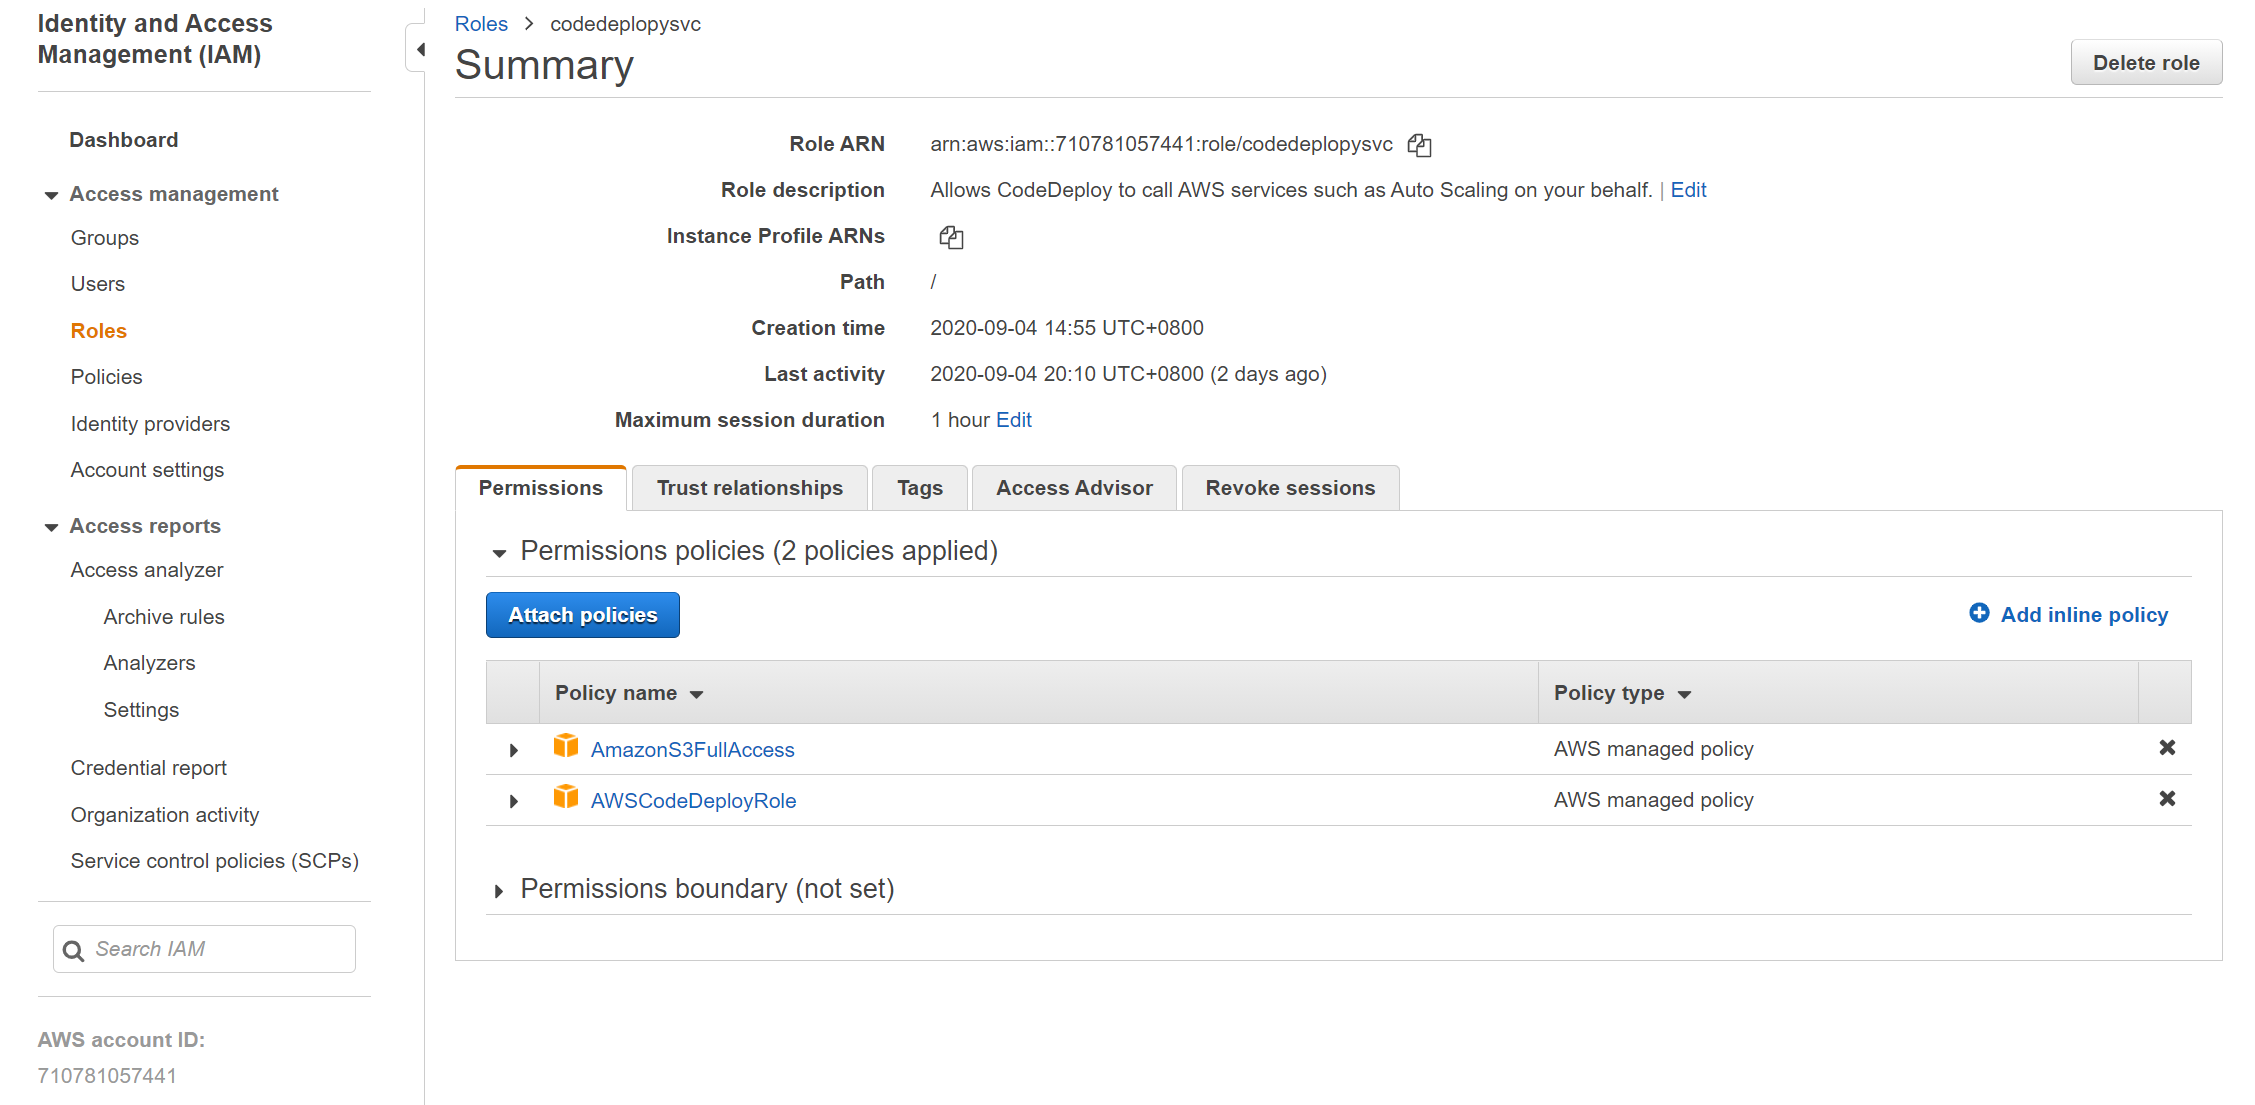 Identity and Access
Management (IAM)
Dashboard
Access management
Groups
Users
Roles
Policies
Identity providers
Account settings
Access reports
Access analyzer
Archive rules
Analyzers
Settings
Credential report
Organization activity
Service control policies (SCPs)
Search IAM
AWS account ID:
710781057441
Roles > codedeplopysvc
Summary
Delete role
Role ARN arn:aws:iam::710781057441:role/codedeplopysvc
Role description Allows CodeDeploy to call AWS services such as Auto Scaling on your behalf. | Edit
Instance Profile ARNs
Path /
Creation time 2020-09-04 14:55 UTC+0800
Last activity 2020-09-04 20:10 UTC+0800 (2 days ago)
Maximum session duration 1 hour Edit
Permissions Trust relationships Tags Access Advisor Revoke sessions
Permissions policies (2 policies applied)
Attach policies Add inline policy
Policy name Policy type
AmazonS3FullAccess AWS managed policy
AWSCodeDeployRole AWS managed policy
Permissions boundary (not set)